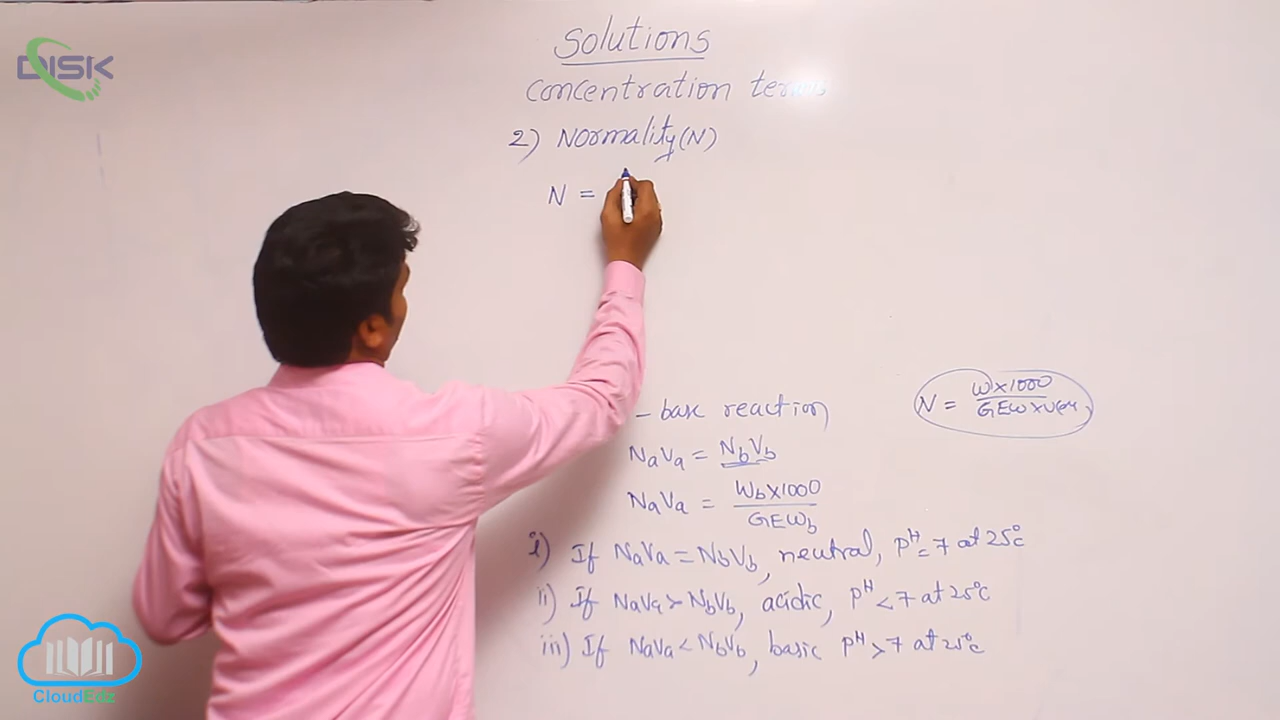 DISK
Solutions
Concentration terms
2) Normality (N)
N =
- base reaction
NaVa = NbVb
NaVa = Wb×1000 / GEWb
N = W×1000 / GEW×V(ml)
i) If NaVa = NbVb, neutral, pH = 7 at 25°c
ii) If NaVa > NbVb, acidic, pH < 7 at 25°c
iii) If NaVa < NbVb, basic pH > 7 at 25°c
CloudEdz